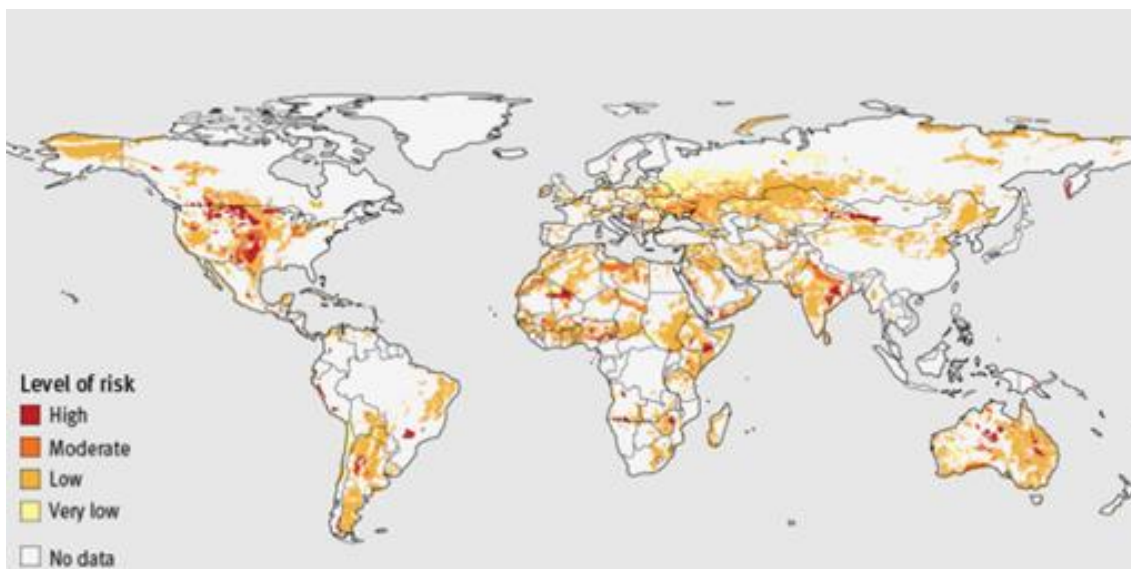 Level of risk
High
Moderate
Low
Very low
No data